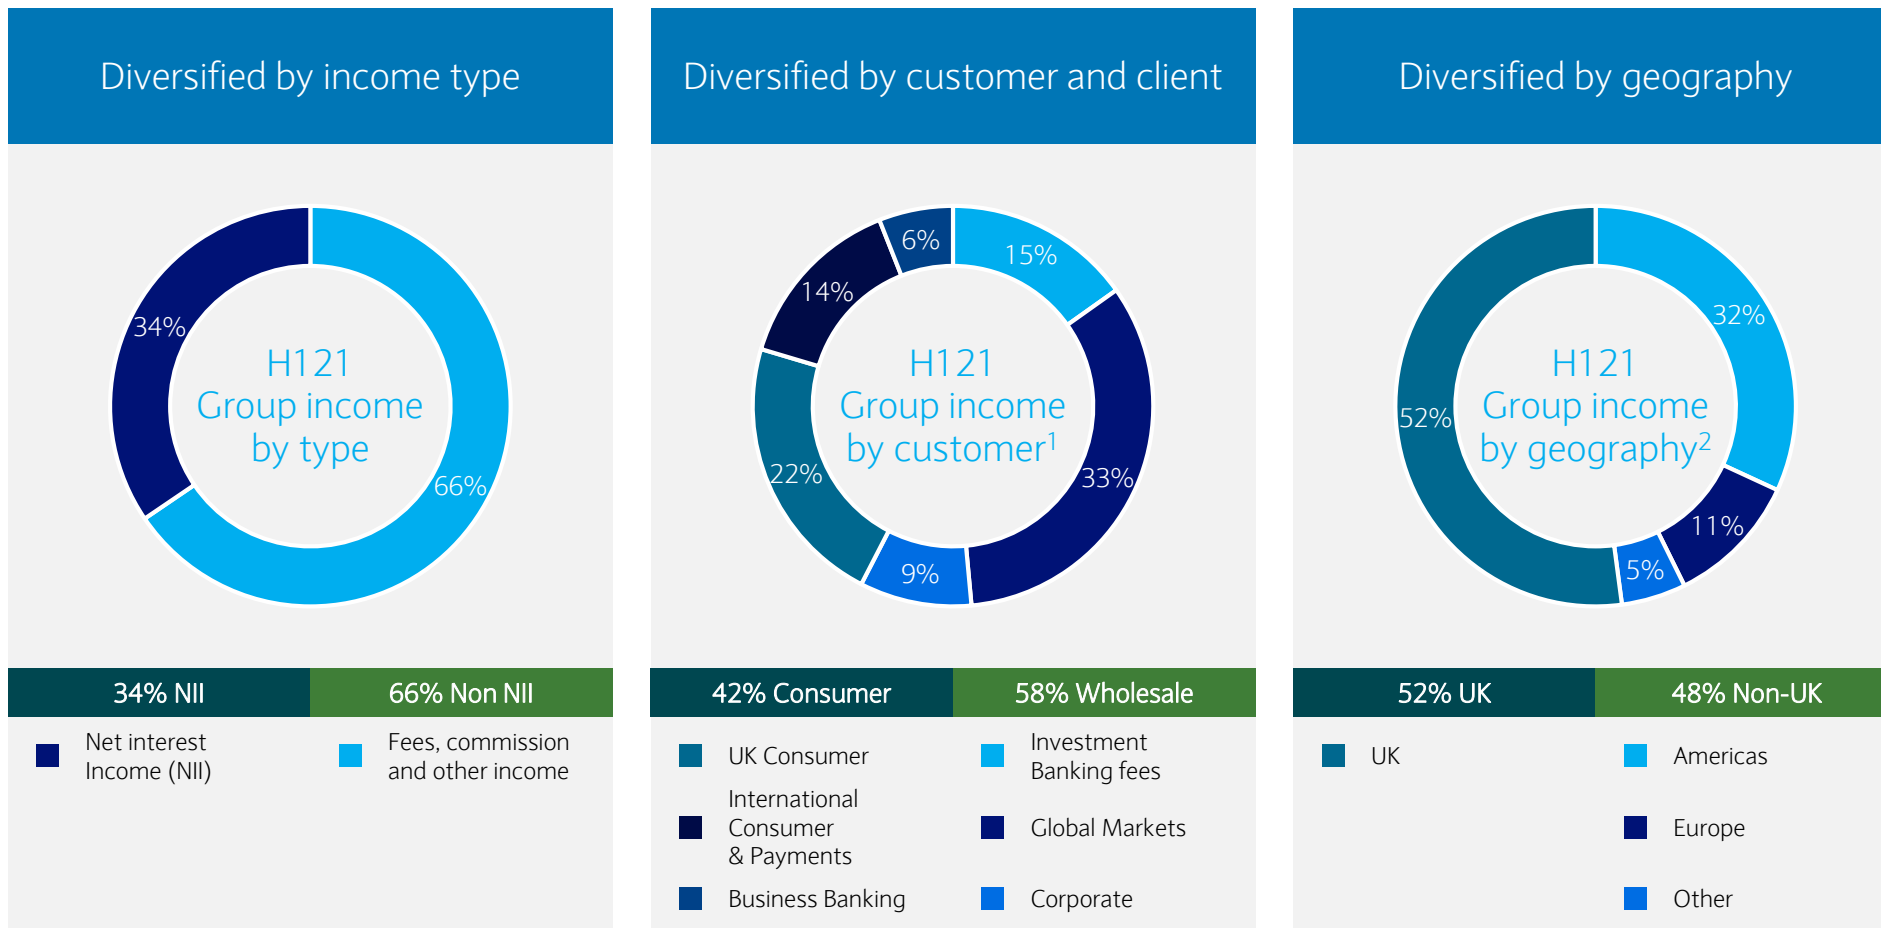 Diversified by income type
34%
66%
H121
Group income
by type
34% NII
66% Non NII
Net interest
Income (NII)
Fees, commission
and other income
Diversified by customer and client
6%
15%
14%
33%
22%
9%
H121
Group income
by customer¹
42% Consumer
58% Wholesale
UK Consumer
International
Consumer
& Payments
Business Banking
Investment
Banking fees
Global Markets
Corporate
Diversified by geography
32%
52%
11%
5%
H121
Group income
by geography²
52% UK
48% Non-UK
UK
Americas
Europe
Other